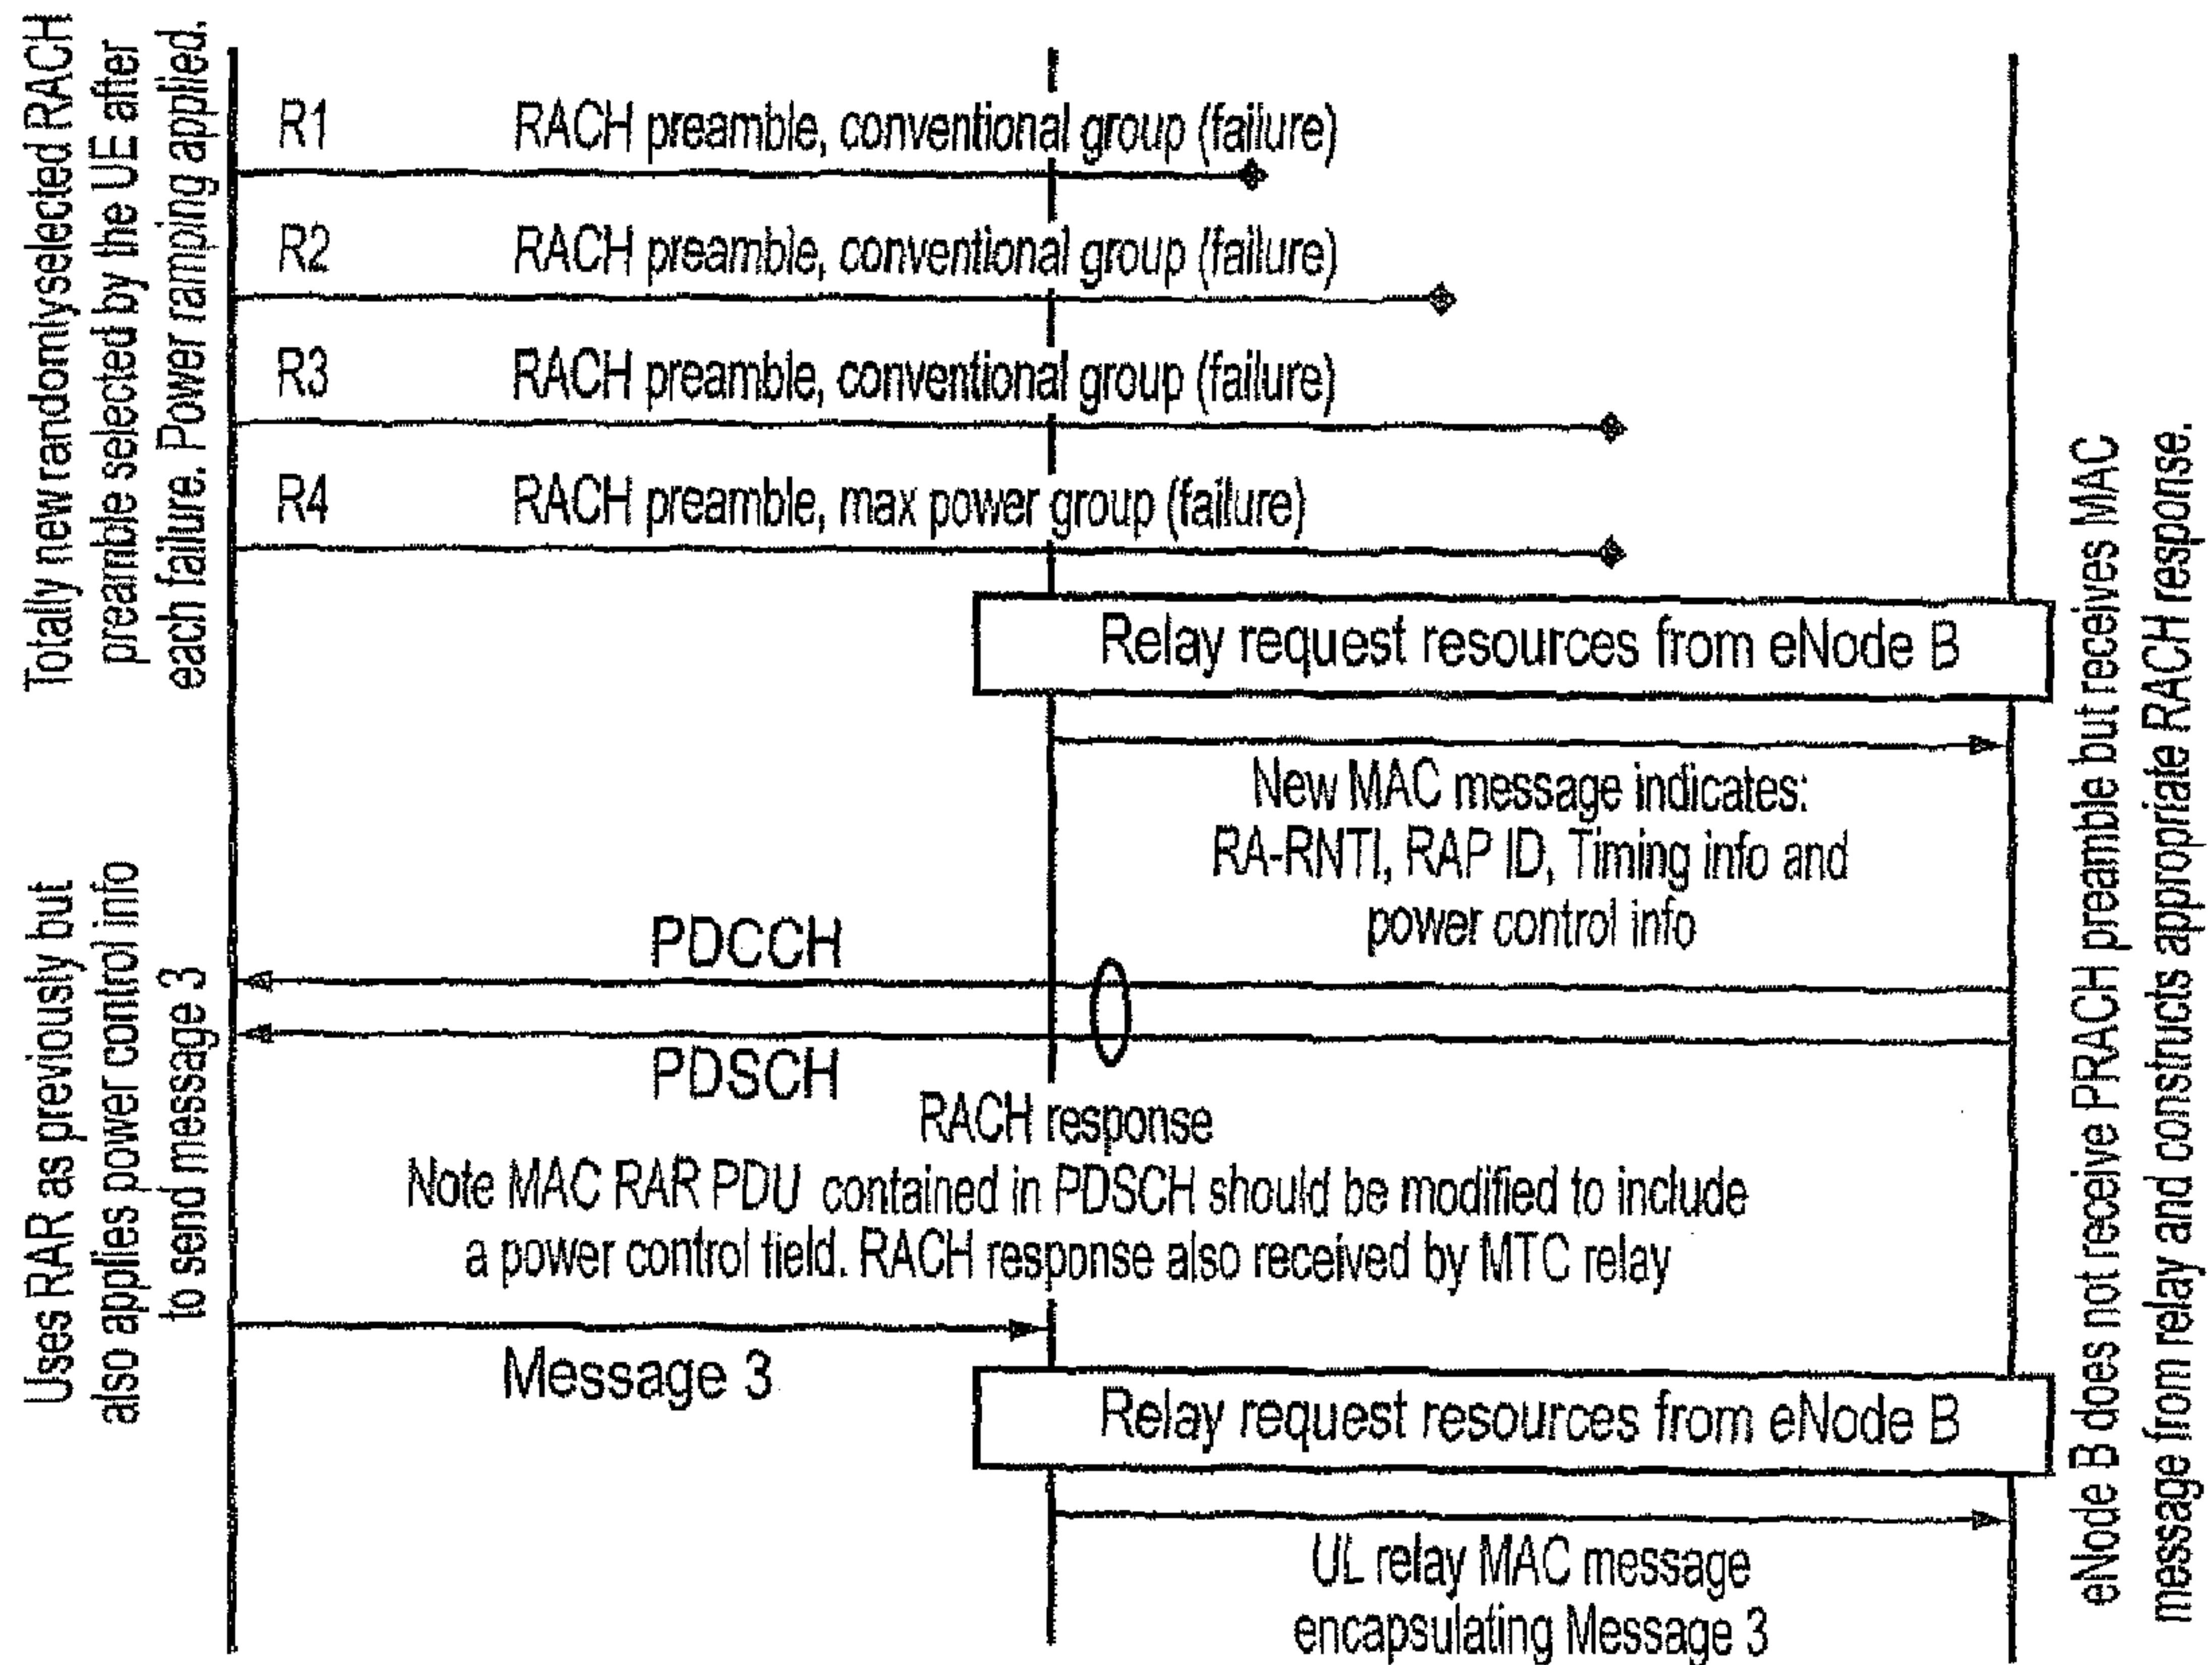 Totally new randomlyselected RACH
preamble selected by the UE after
each failure. Power ramping applied.
R1 RACH preamble, conventional group (failure)
R2 RACH preamble, conventional group (failure)
R3 RACH preamble, conventional group (failure)
R4 RACH preamble, max power group (failure)
Relay request resources from eNode B
New MAC message indicates:
RA-RNTI, RAP ID, Timing info and
power control info
PDCCH
PDSCH
RACH response
Note MAC RAR PDU contained in PDSCH should be modified to include
a power control field. RACH response also received by MTC relay
Uses RAR as previously but
also applies power control info
to send message 3
Message 3
Relay request resources from eNode B
UL relay MAC message
encapsulating Message 3
eNode B does not receive PRACH preamble but receives MAC
message from relay and constructs appropriate RACH response.